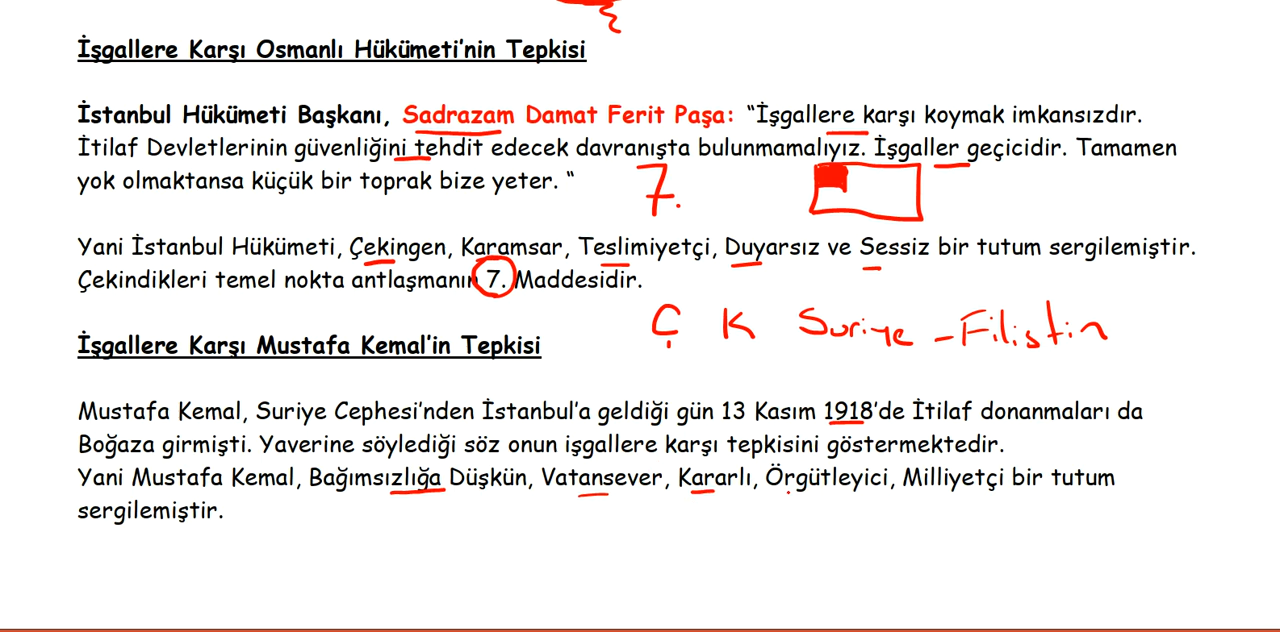 İşgallere Karşı Osmanlı Hükümeti'nin Tepkisi
İstanbul Hükümeti Başkanı, Sadrazam Damat Ferit Paşa: “İşgallere karşı koymak imkansızdır.
İtilaf Devletlerinin güvenliğini tehdit edecek davranışta bulunmamalıyız. İşgaller geçicidir. Tamamen
yok olmaktansa küçük bir toprak bize yeter. “
7.
Yani İstanbul Hükümeti, Çekingen, Karamsar, Teslimiyetçi, Duyarsız ve Sessiz bir tutum sergilemiştir.
Çekindikleri temel nokta antlaşmanın 7. Maddesidir.
Ç K Suriye - Filistin
İşgallere Karşı Mustafa Kemal'in Tepkisi
Mustafa Kemal, Suriye Cephesi'nden İstanbul'a geldiği gün 13 Kasım 1918'de İtilaf donanmaları da
Boğaza girmişti. Yaverine söylediği söz onun işgallere karşı tepkisini göstermektedir.
Yani Mustafa Kemal, Bağımsızlığa Düşkün, Vatansever, Kararlı, Örgütleyici, Milliyetçi bir tutum
sergilemiştir.